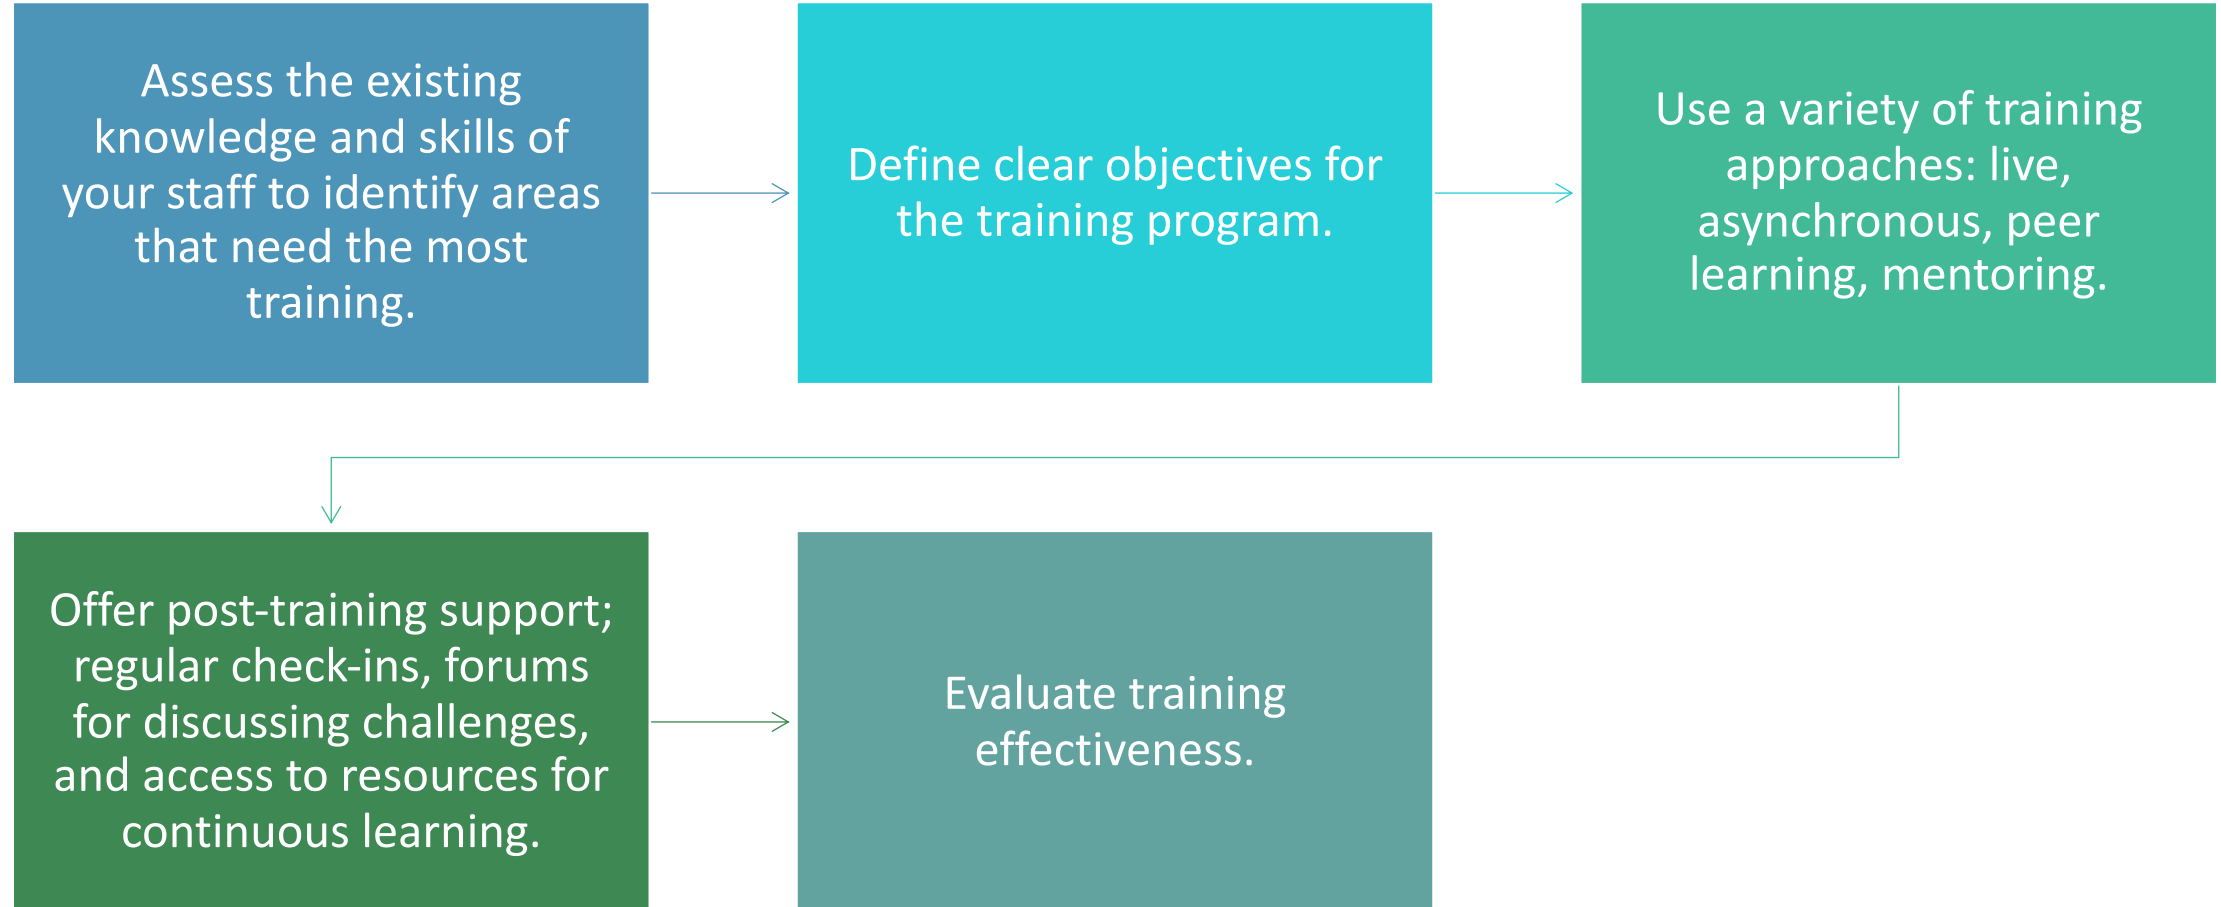 Assess the existing
knowledge and skills of
your staff to identify areas
that need the most
training.
Define clear objectives for
the training program.
Use a variety of training
approaches: live,
asynchronous, peer
learning, mentoring.
Offer post-training support;
regular check-ins, forums
for discussing challenges,
and access to resources for
continuous learning.
Evaluate training
effectiveness.